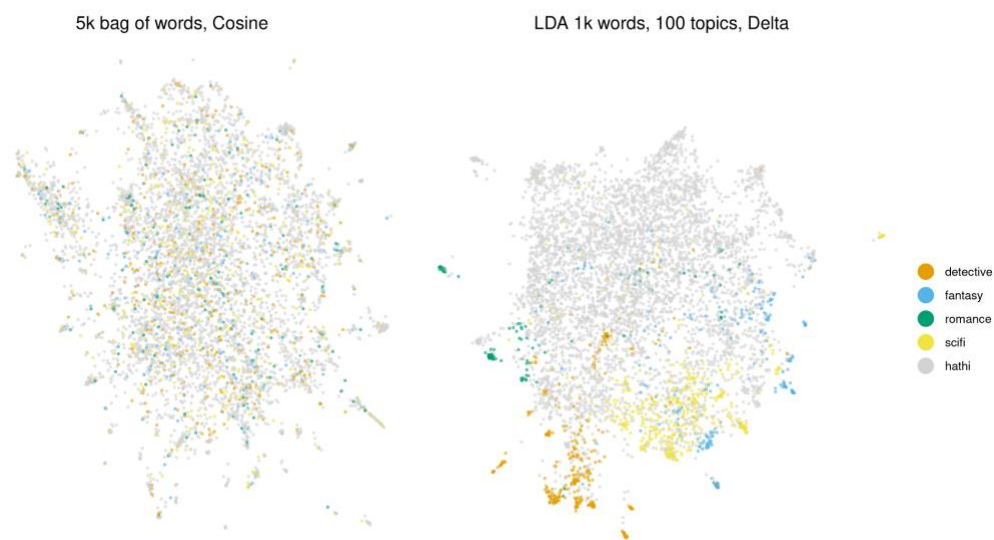 5k bag of words, Cosine
LDA 1k words, 100 topics, Delta
detective
fantasy
romance
scifi
hathi